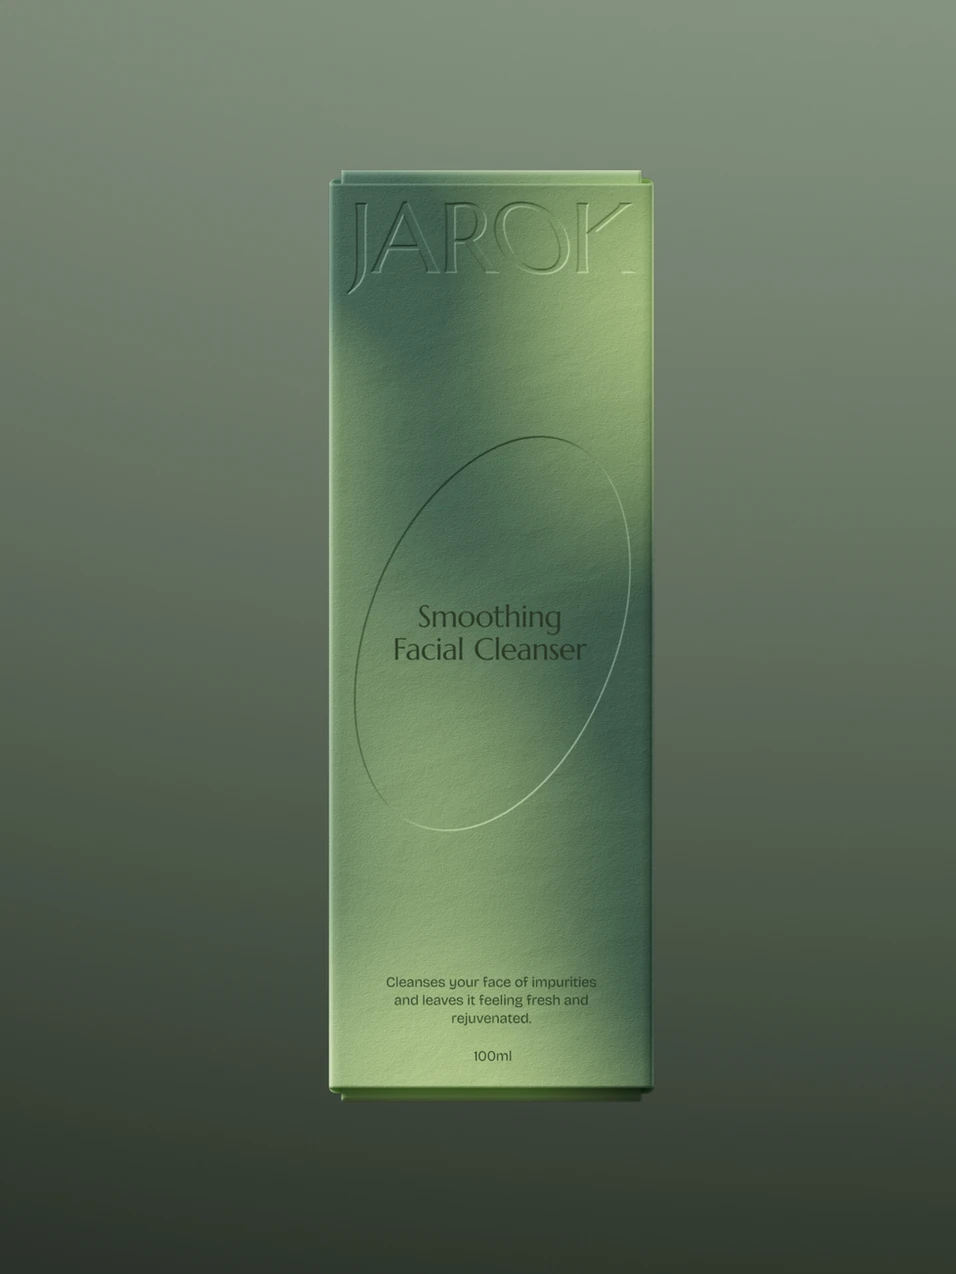 JAROK
Smoothing
Facial Cleanser
Cleanses your face of impurities
and leaves it feeling fresh and
rejuvenated.
100ml